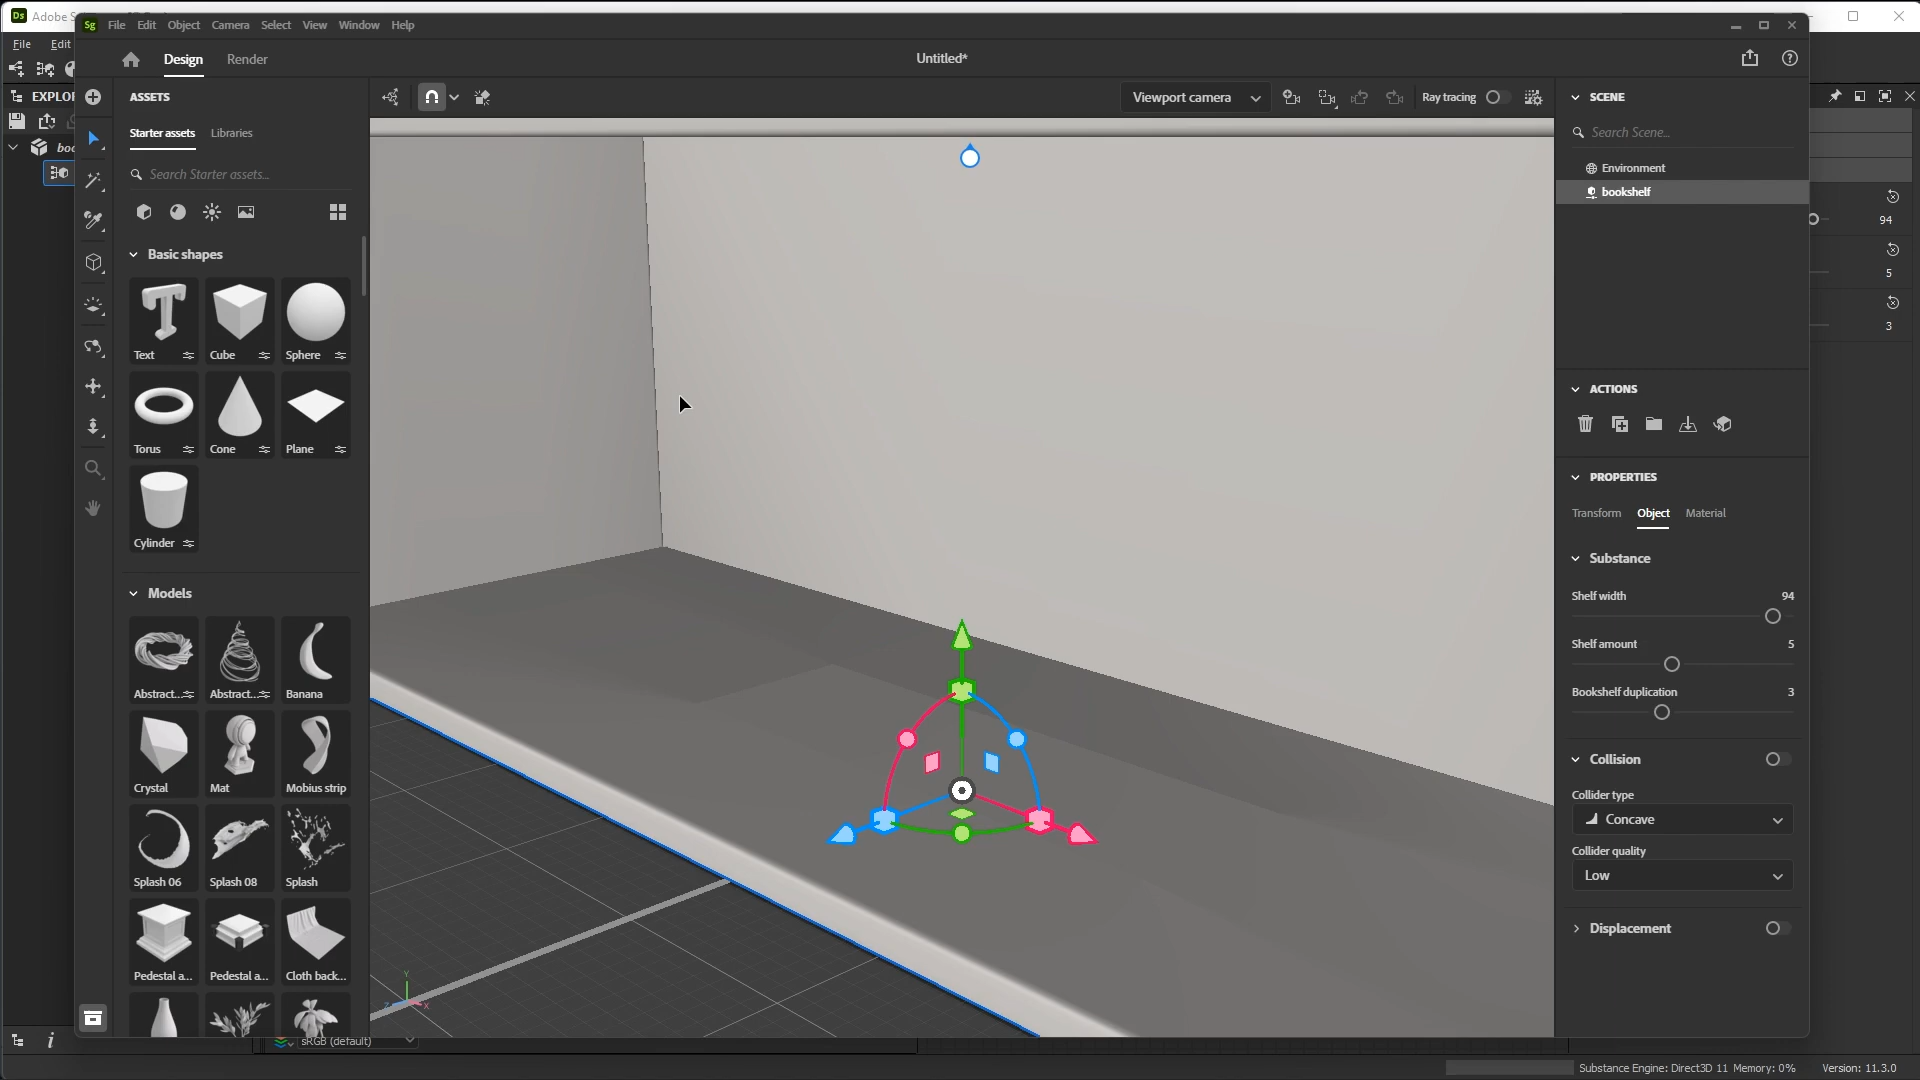 Ds Adobe S
File Edit
EXPLOR
boo
94
5
3
Sg File Edit Object Camera Select View Window Help
Design Render Untitled*
ASSETS
Starter assets Libraries
Search Starter assets...
Basic shapes
Text Cube Sphere
Torus Cone Plane
Cylinder
Models
Abstract... Abstract... Banana
Crystal Mat Mobius strip
Splash 06 Splash 08 Splash
Pedestal a... Pedestal a... Cloth back...
Viewport camera Ray tracing
Y
Z X
SCENE
Search Scene...
Environment
bookshelf
ACTIONS
PROPERTIES
Transform Object Material
Substance
Shelf width 94
Shelf amount 5
Bookshelf duplication 3
Collision
Collider type
Concave
Collider quality
Low
Displacement
sRGB (default)
Substance Engine: Direct3D 11 Memory: 0% Version: 11.3.0